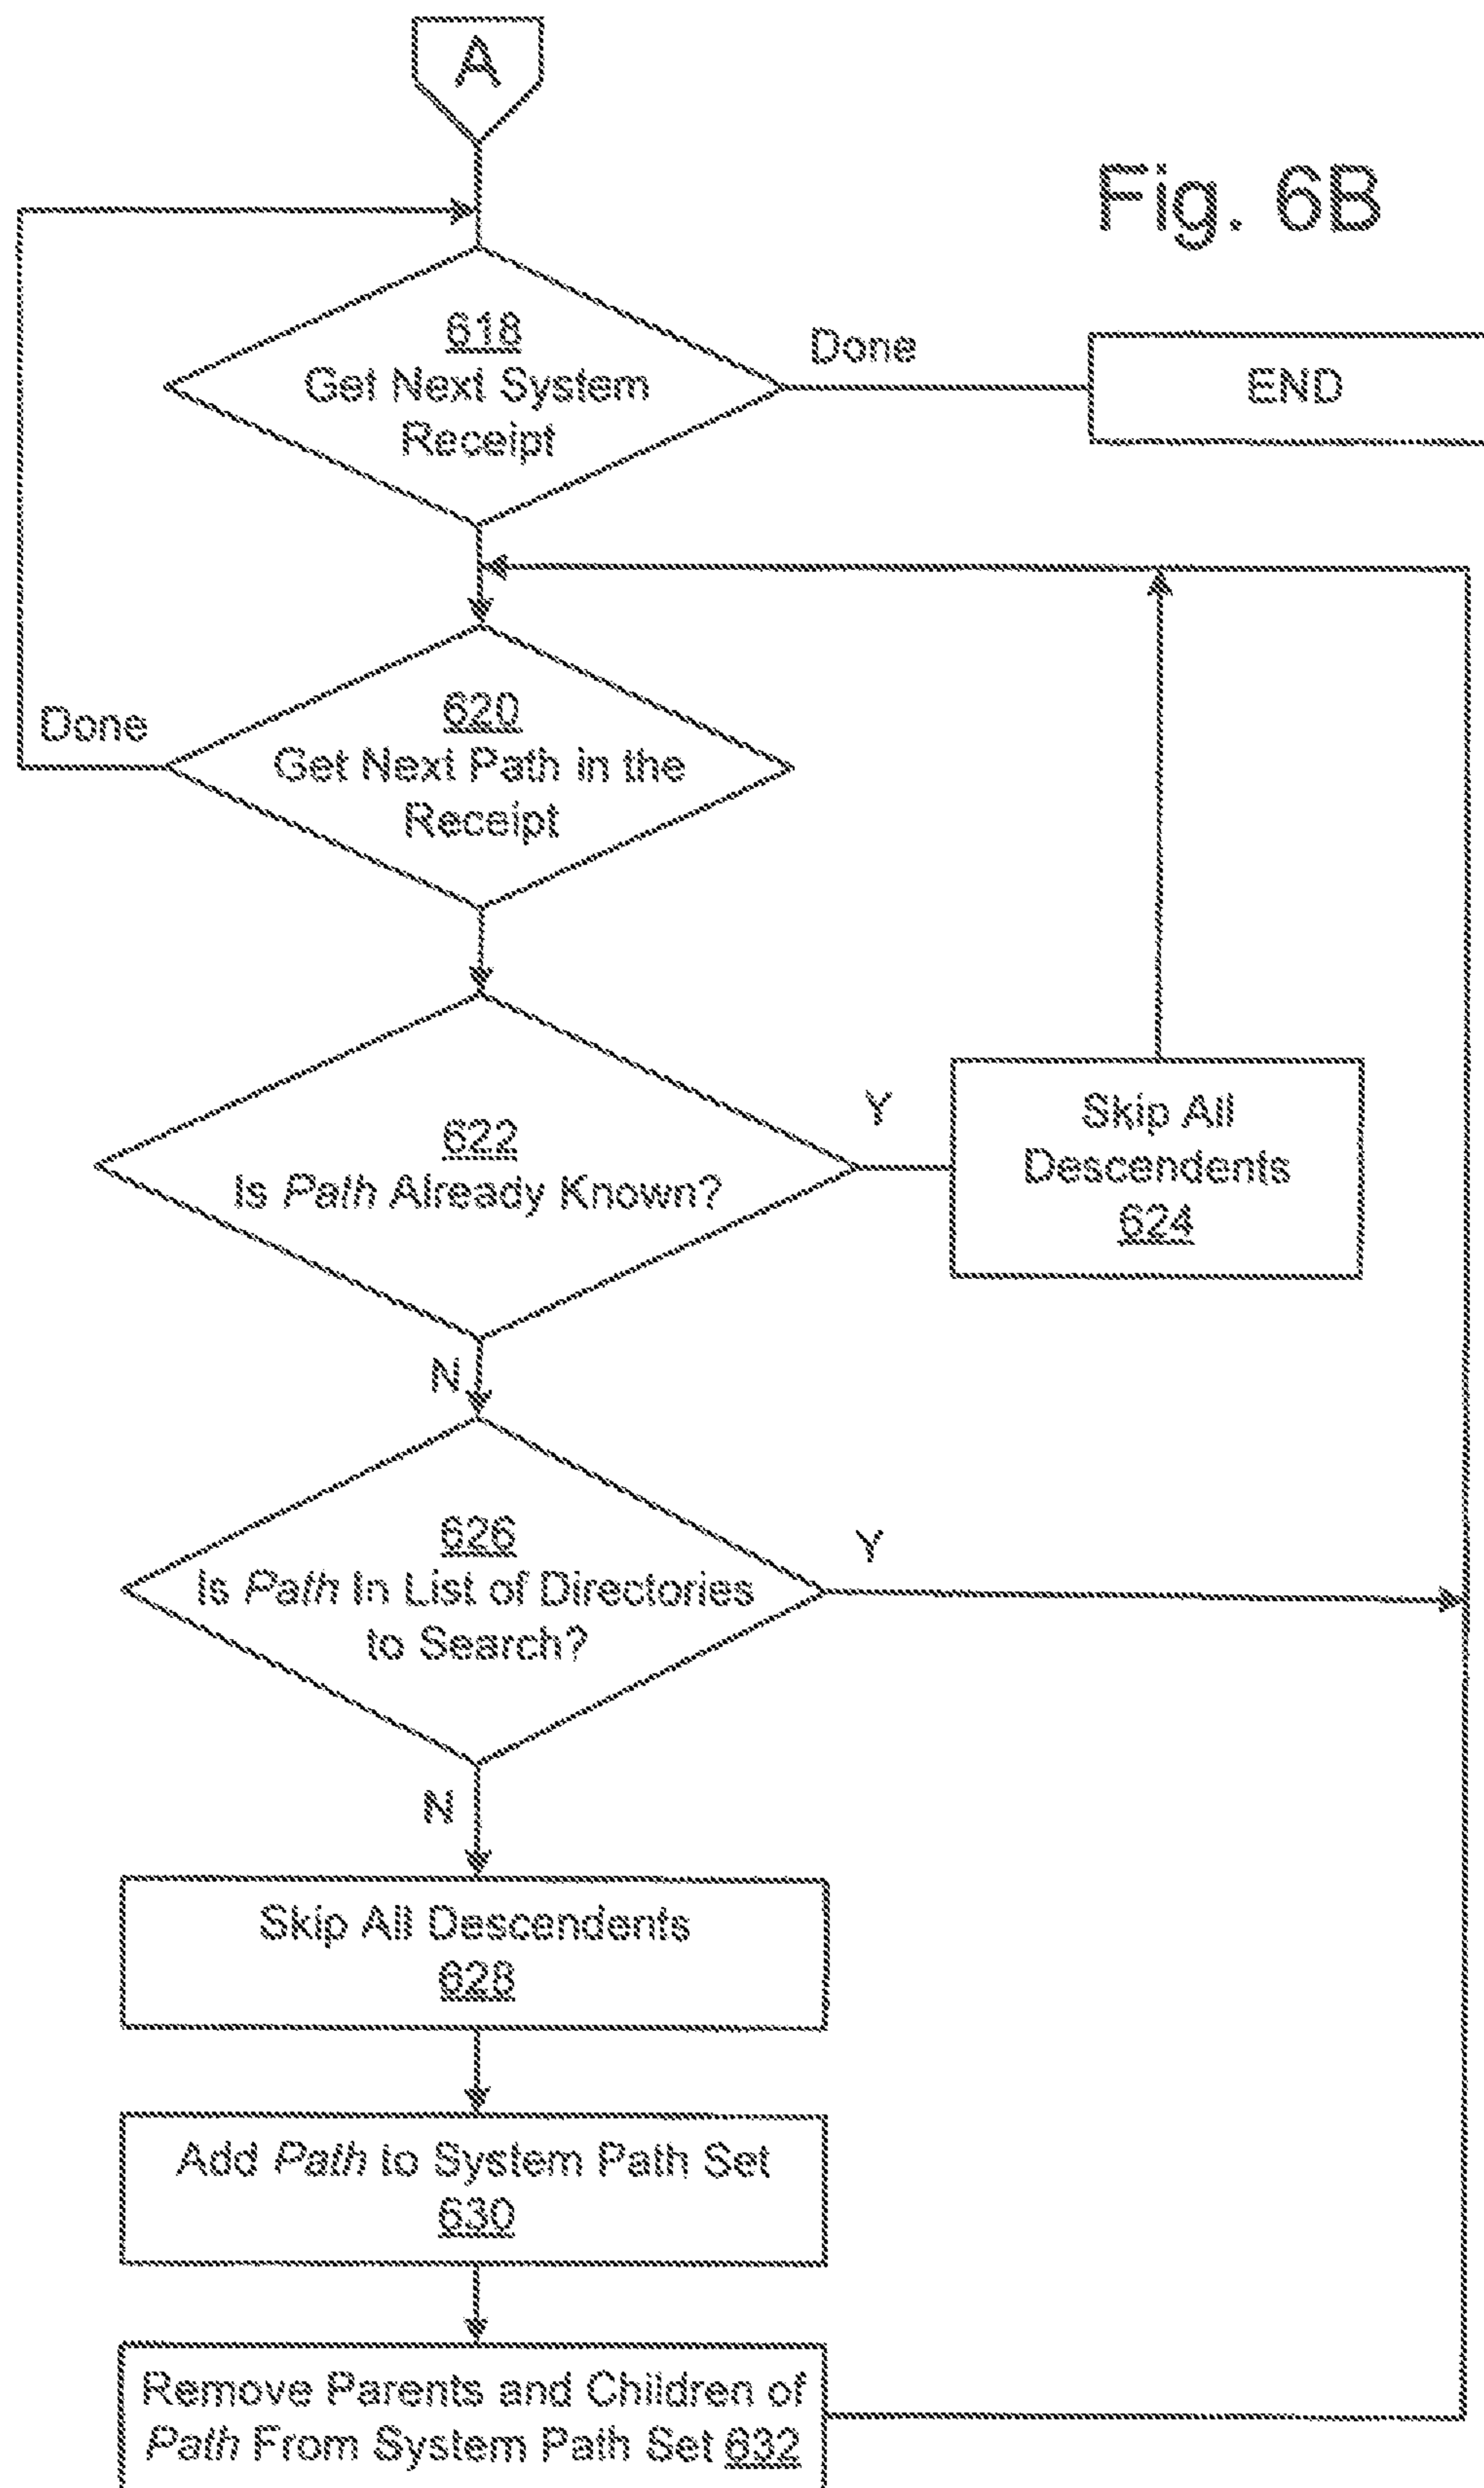 A
Fig. 6B
618
Get Next System
Receipt
Done
END
620
Get Next Path in the
Receipt
Done
622
Is Path Already Known?
Y
Skip All
Descendents
624
N
626
Is Path In List of Directories
to Search?
Y
N
Skip All Descendents
628
Add Path to System Path Set
630
Remove Parents and Children of
Path From System Path Set 632